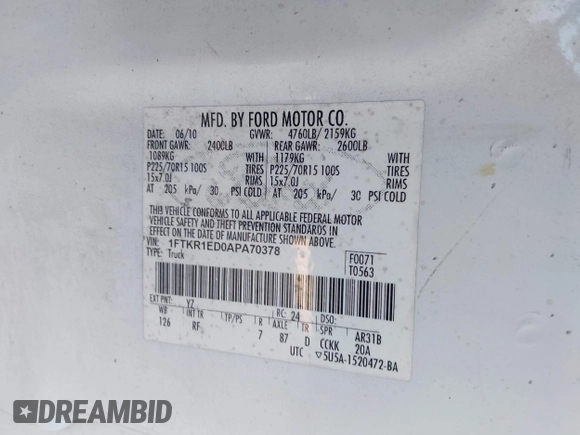 MFD. BY FORD MOTOR CO.
DATE: 06/10 GVWR: 4760LB/ 2159KG
FRONT GAWR: 2400LB REAR GAWR: 2600LB
1089KG 1179KG
P225/70R15 100S TIRES P225/70R15 100S TIRES
15x7.0J RIMS 15x7.0J RIMS
AT 205 kPa/ 30 PSI COLD AT 205 kPa/ 30 PSI COLD
THIS VEHICLE CONFORMS TO ALL APPLICABLE FEDERAL MOTOR
VEHICLE SAFETY AND THEFT PREVENTION STANDARDS IN
EFFECT ON THE DATE OF MANUFACTURE SHOWN ABOVE.
VIN: 1FTKR1ED0APA70378 F0071
TYPE: Truck T0563
EXT PNT: YZ RC: 24 DSO:
WB INT TR TP/PS R AXLE TR SPR AR31B
126 RF 7 87 D CCKK 20A
UTC 5U5A-1520472-BA
DREAMBID